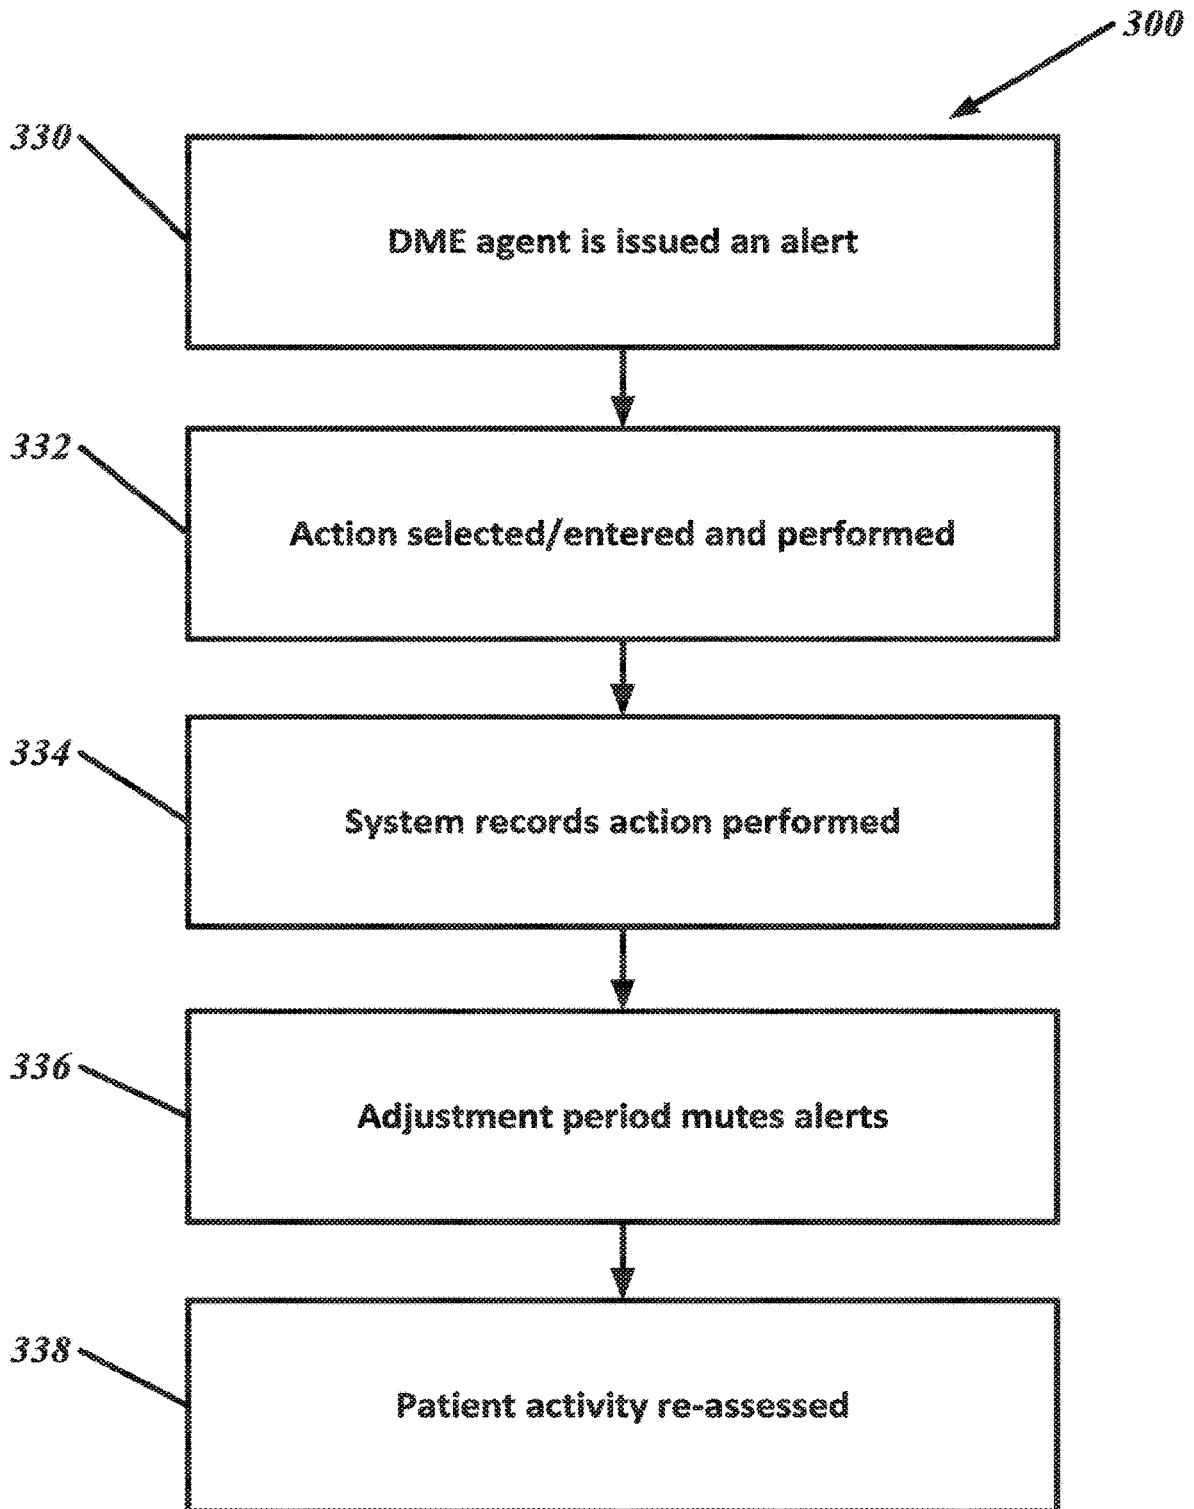 300
330
DME agent is issued an alert
332
Action selected/entered and performed
334
System records action performed
336
Adjustment period mutes alerts
338
Patient activity re-assessed